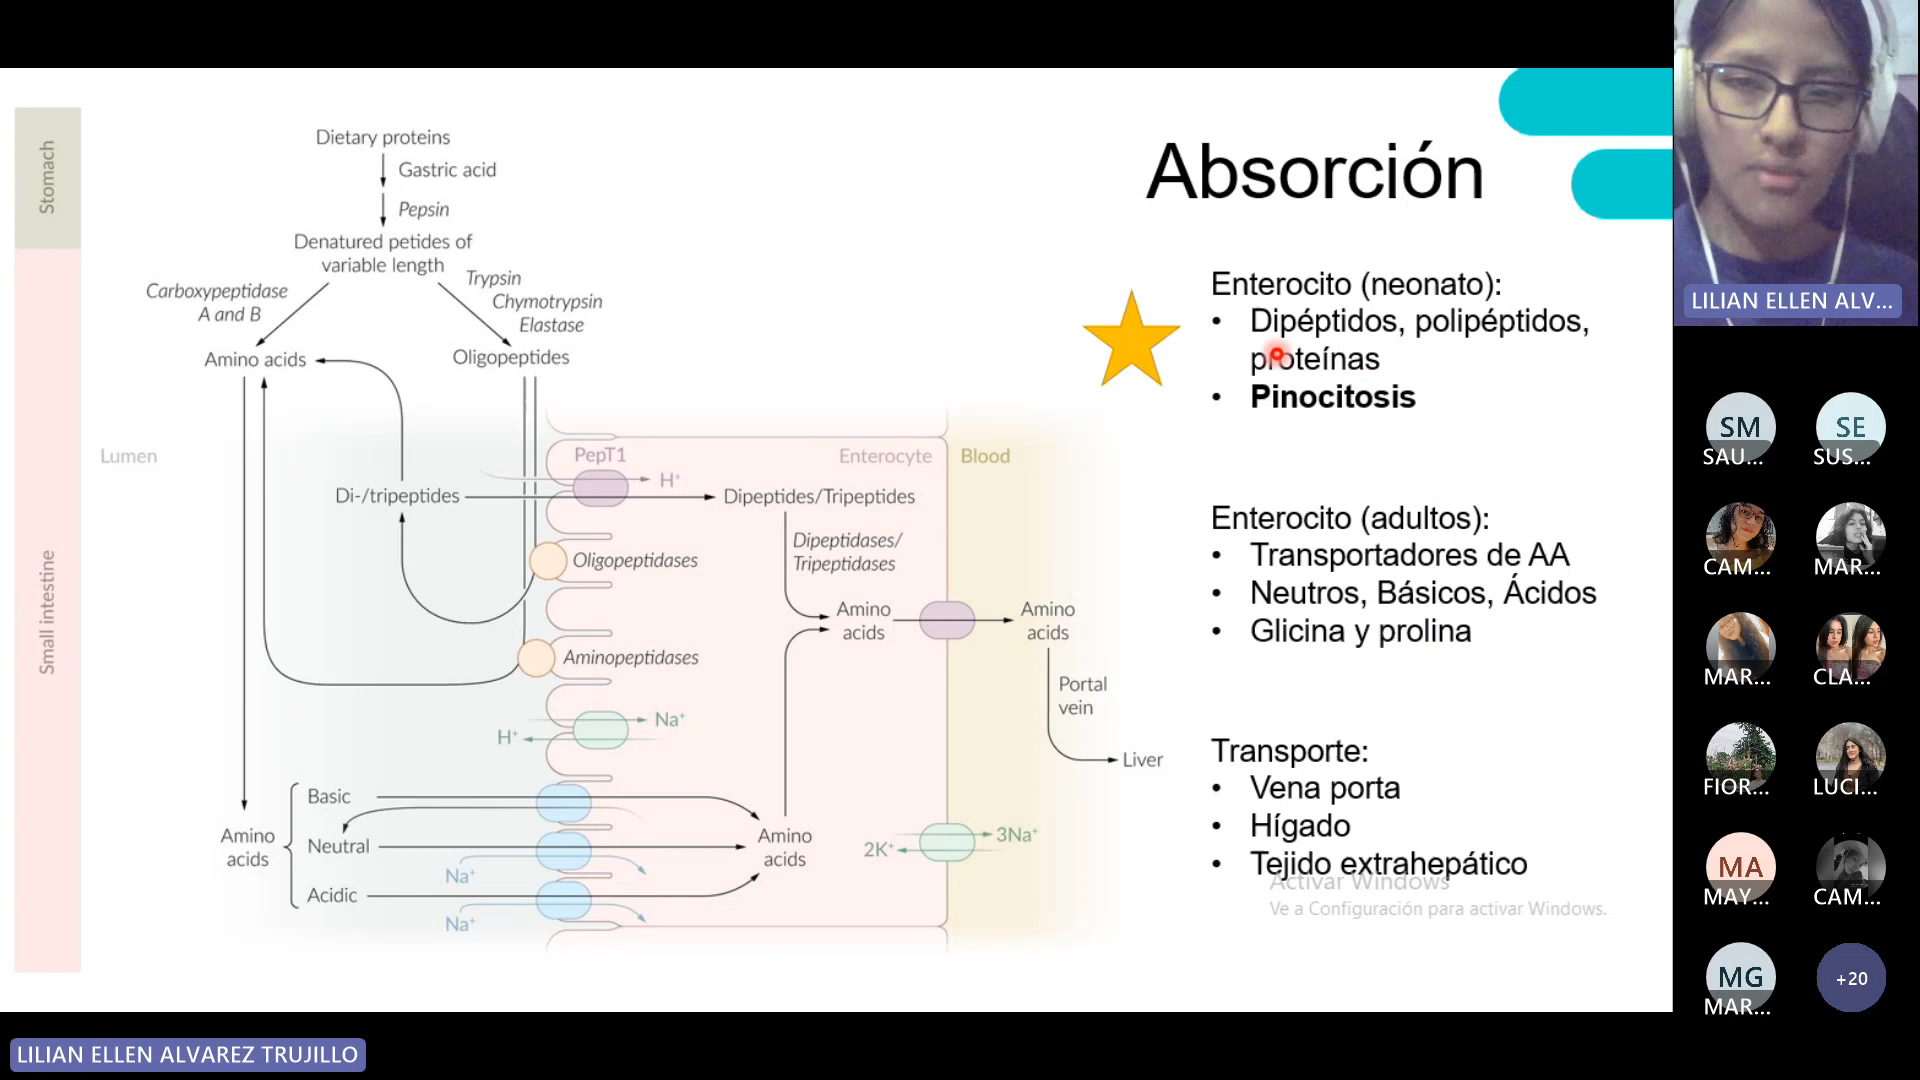 Stomach
Small intestine
Dietary proteins
Gastric acid
Pepsin
Denatured petides of
variable length
Carboxypeptidase
A and B
Trypsin
Chymotrypsin
Elastase
Amino acids
Oligopeptides
Lumen
PepT1
Enterocyte
Blood
H⁺
Di-/tripeptides
Dipeptides/Tripeptides
Dipeptidases/
Tripeptidases
Oligopeptidases
Amino
acids
Amino
acids
Aminopeptidases
Portal
vein
Na⁺
H⁺
Liver
Basic
Amino
acids
Neutral
Amino
acids
Na⁺
Acidic
Na⁺
2K⁺
3Na⁺
Absorción
Enterocito (neonato):
• Dipéptidos, polipéptidos,
proteínas
• Pinocitosis
Enterocito (adultos):
• Transportadores de AA
• Neutros, Básicos, Ácidos
• Glicina y prolina
Transporte:
• Vena porta
• Hígado
• Tejido extrahepático
Activar Windows
Ve a Configuración para activar Windows.
LILIAN ELLEN ALV...
SM
SAU...
SE
SUS...
CAM...
MAR...
MAR...
CLA...
FIOR...
LUCI...
MA
MAY...
CAM...
MG
MAR...
+20
LILIAN ELLEN ALVAREZ TRUJILLO